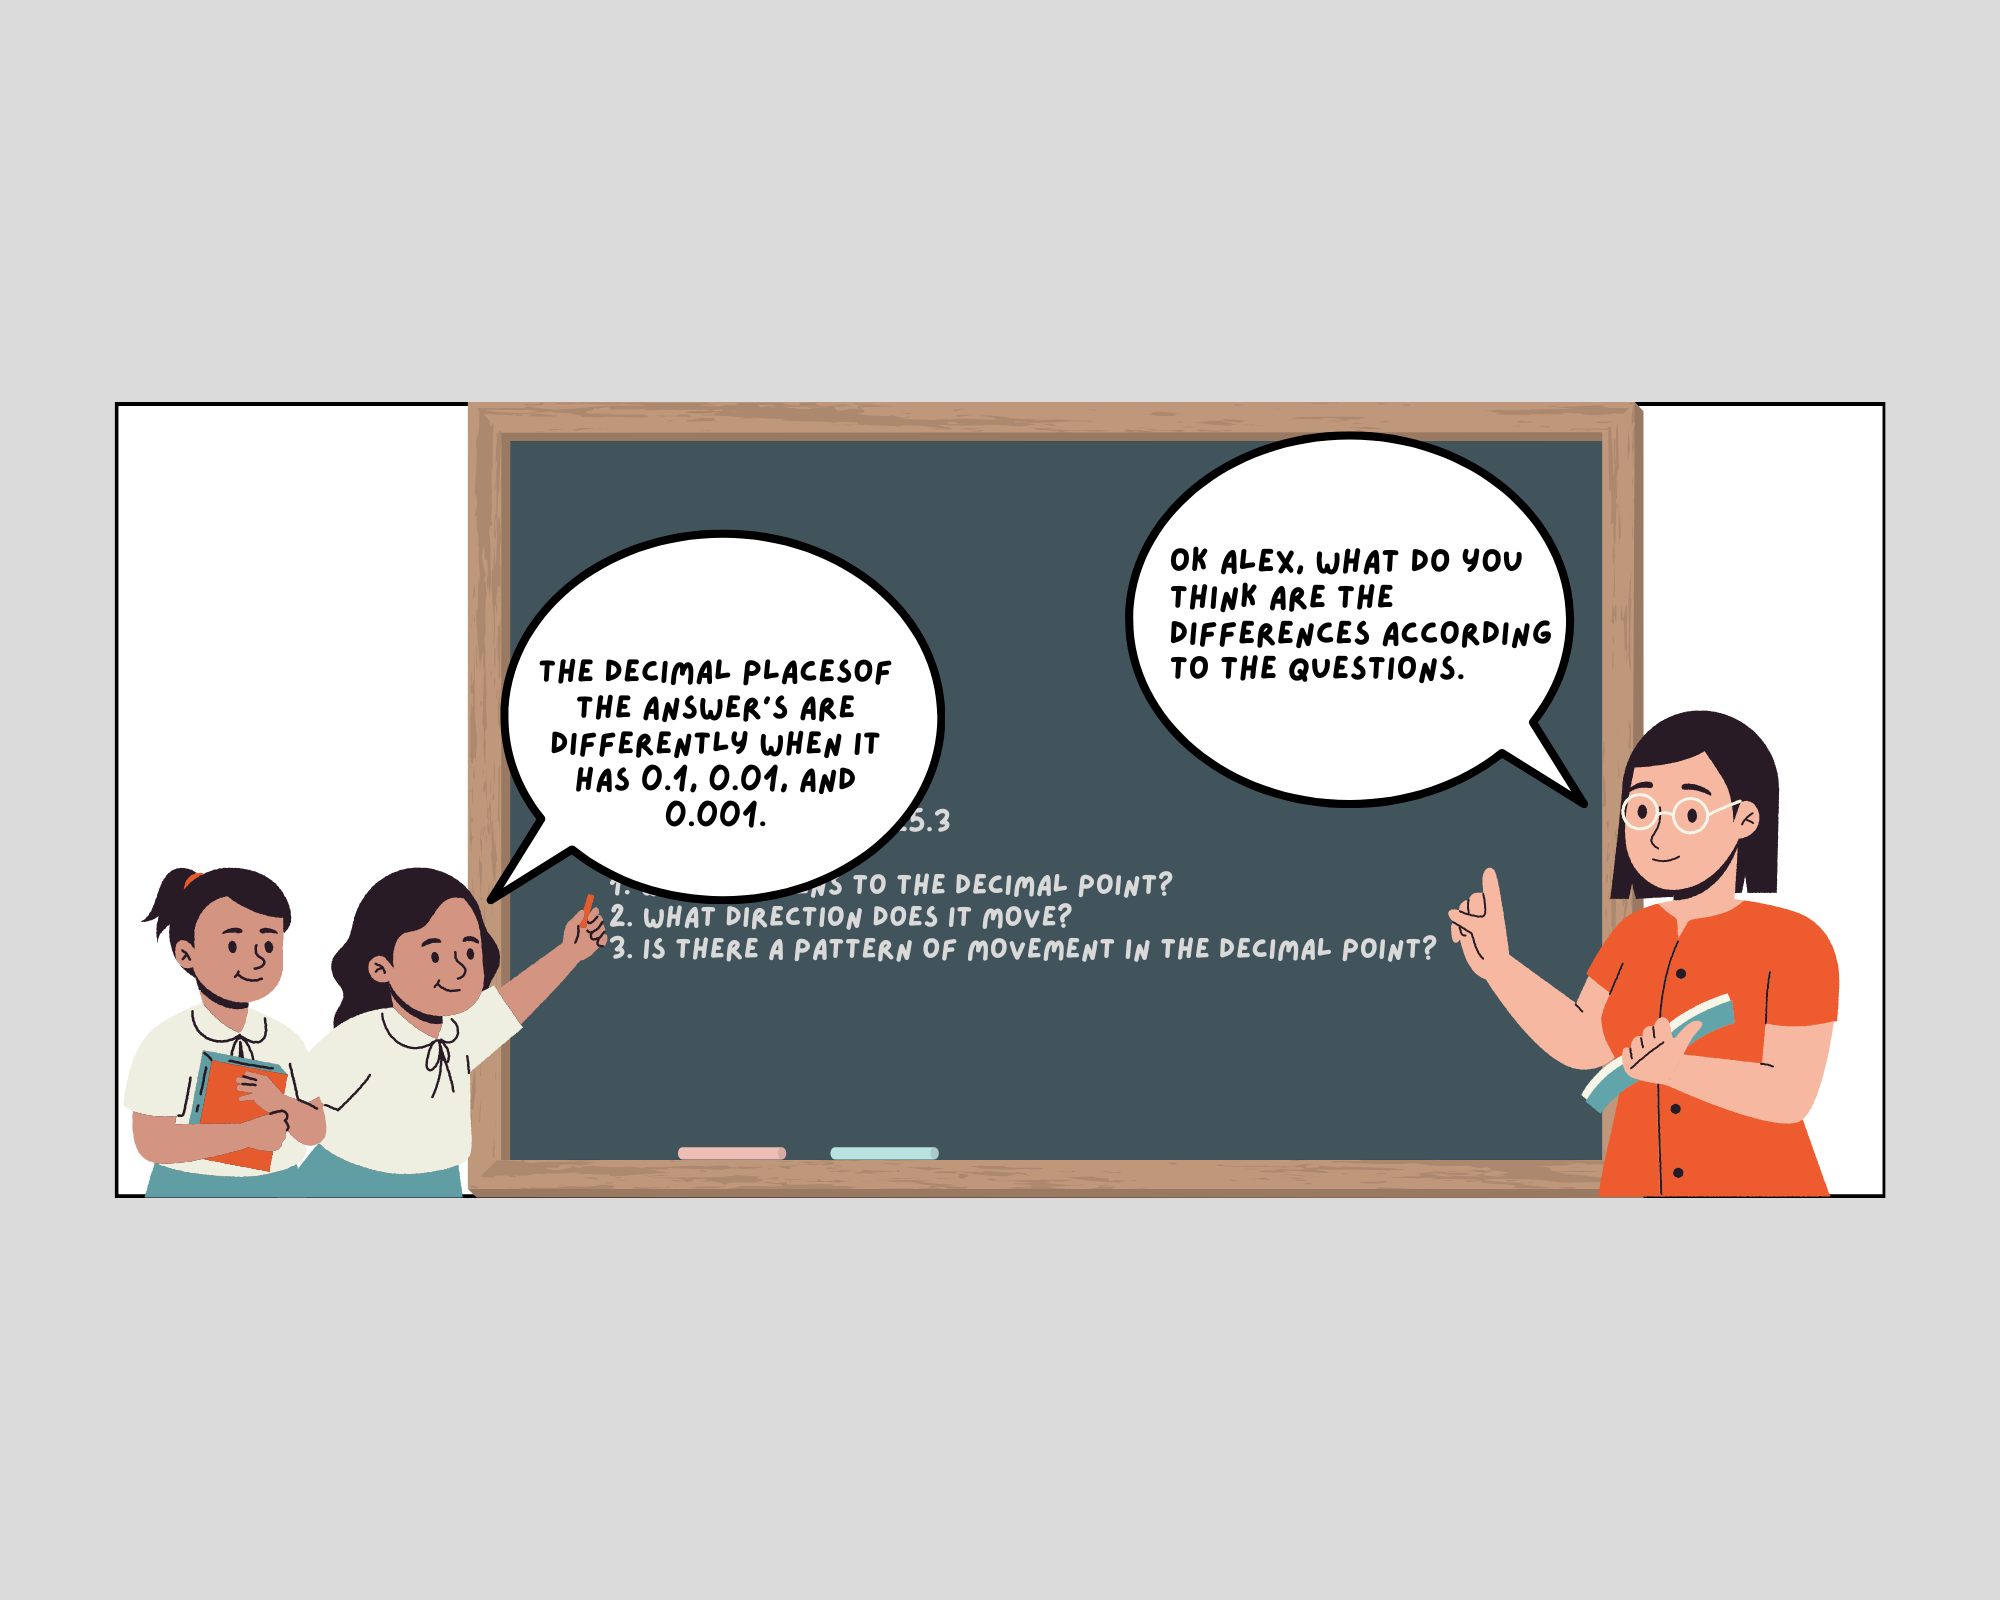 THE DECIMAL PLACESOF
THE ANSWER'S ARE
DIFFERENTLY WHEN IT
HAS 0.1, 0.01, AND
0.001.
OK ALEX, WHAT DO YOU
THINK ARE THE
DIFFERENCES ACCORDING
TO THE QUESTIONS.
5.3
1. TO THE DECIMAL POINT?
2. WHAT DIRECTION DOES IT MOVE?
3. IS THERE A PATTERN OF MOVEMENT IN THE DECIMAL POINT?